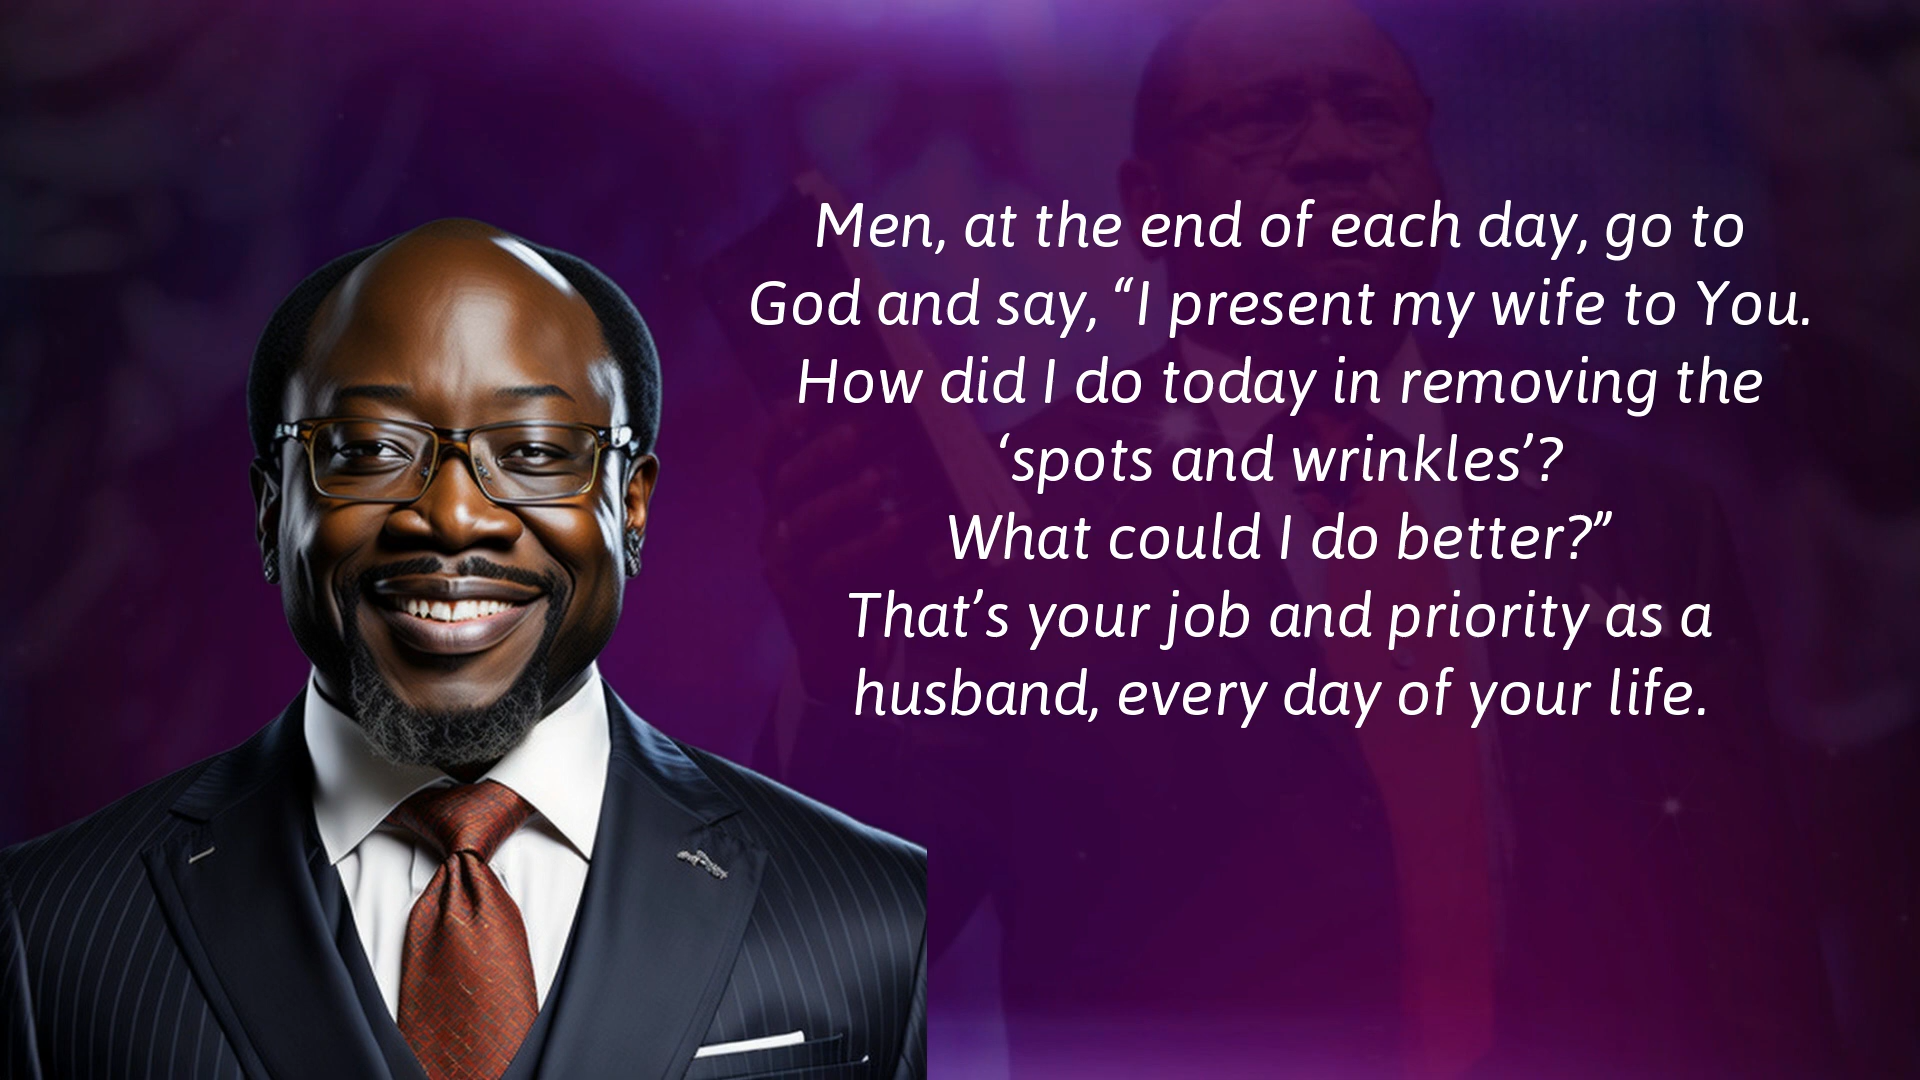 Men, at the end of each day, go to
God and say, “I present my wife to You.
How did I do today in removing the
‘spots and wrinkles’?
What could I do better?”
That’s your job and priority as a
husband, every day of your life.